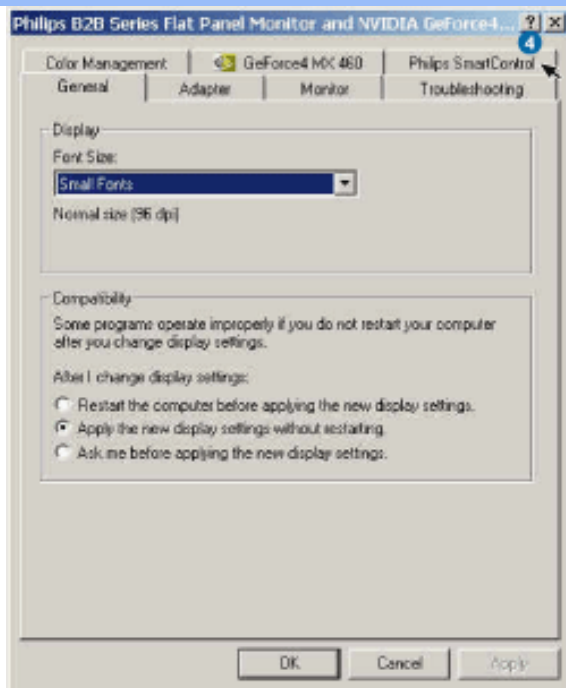 Philips B2B Series Flat Panel Monitor and NVIDIA GeForce4... ? X
4
Color Management GeForce4 MX 460 Philips SmartControl
General Adapter Monitor Troubleshooting
Display
Font Size:
Small Fonts
Normal size (96 dpi)
Compatibility
Some programs operate improperly if you do not restart your computer
after you change display settings.
After I change display settings:
Restart the computer before applying the new display settings.
Apply the new display settings without restarting.
Ask me before applying the new display settings.
OK Cancel Apply